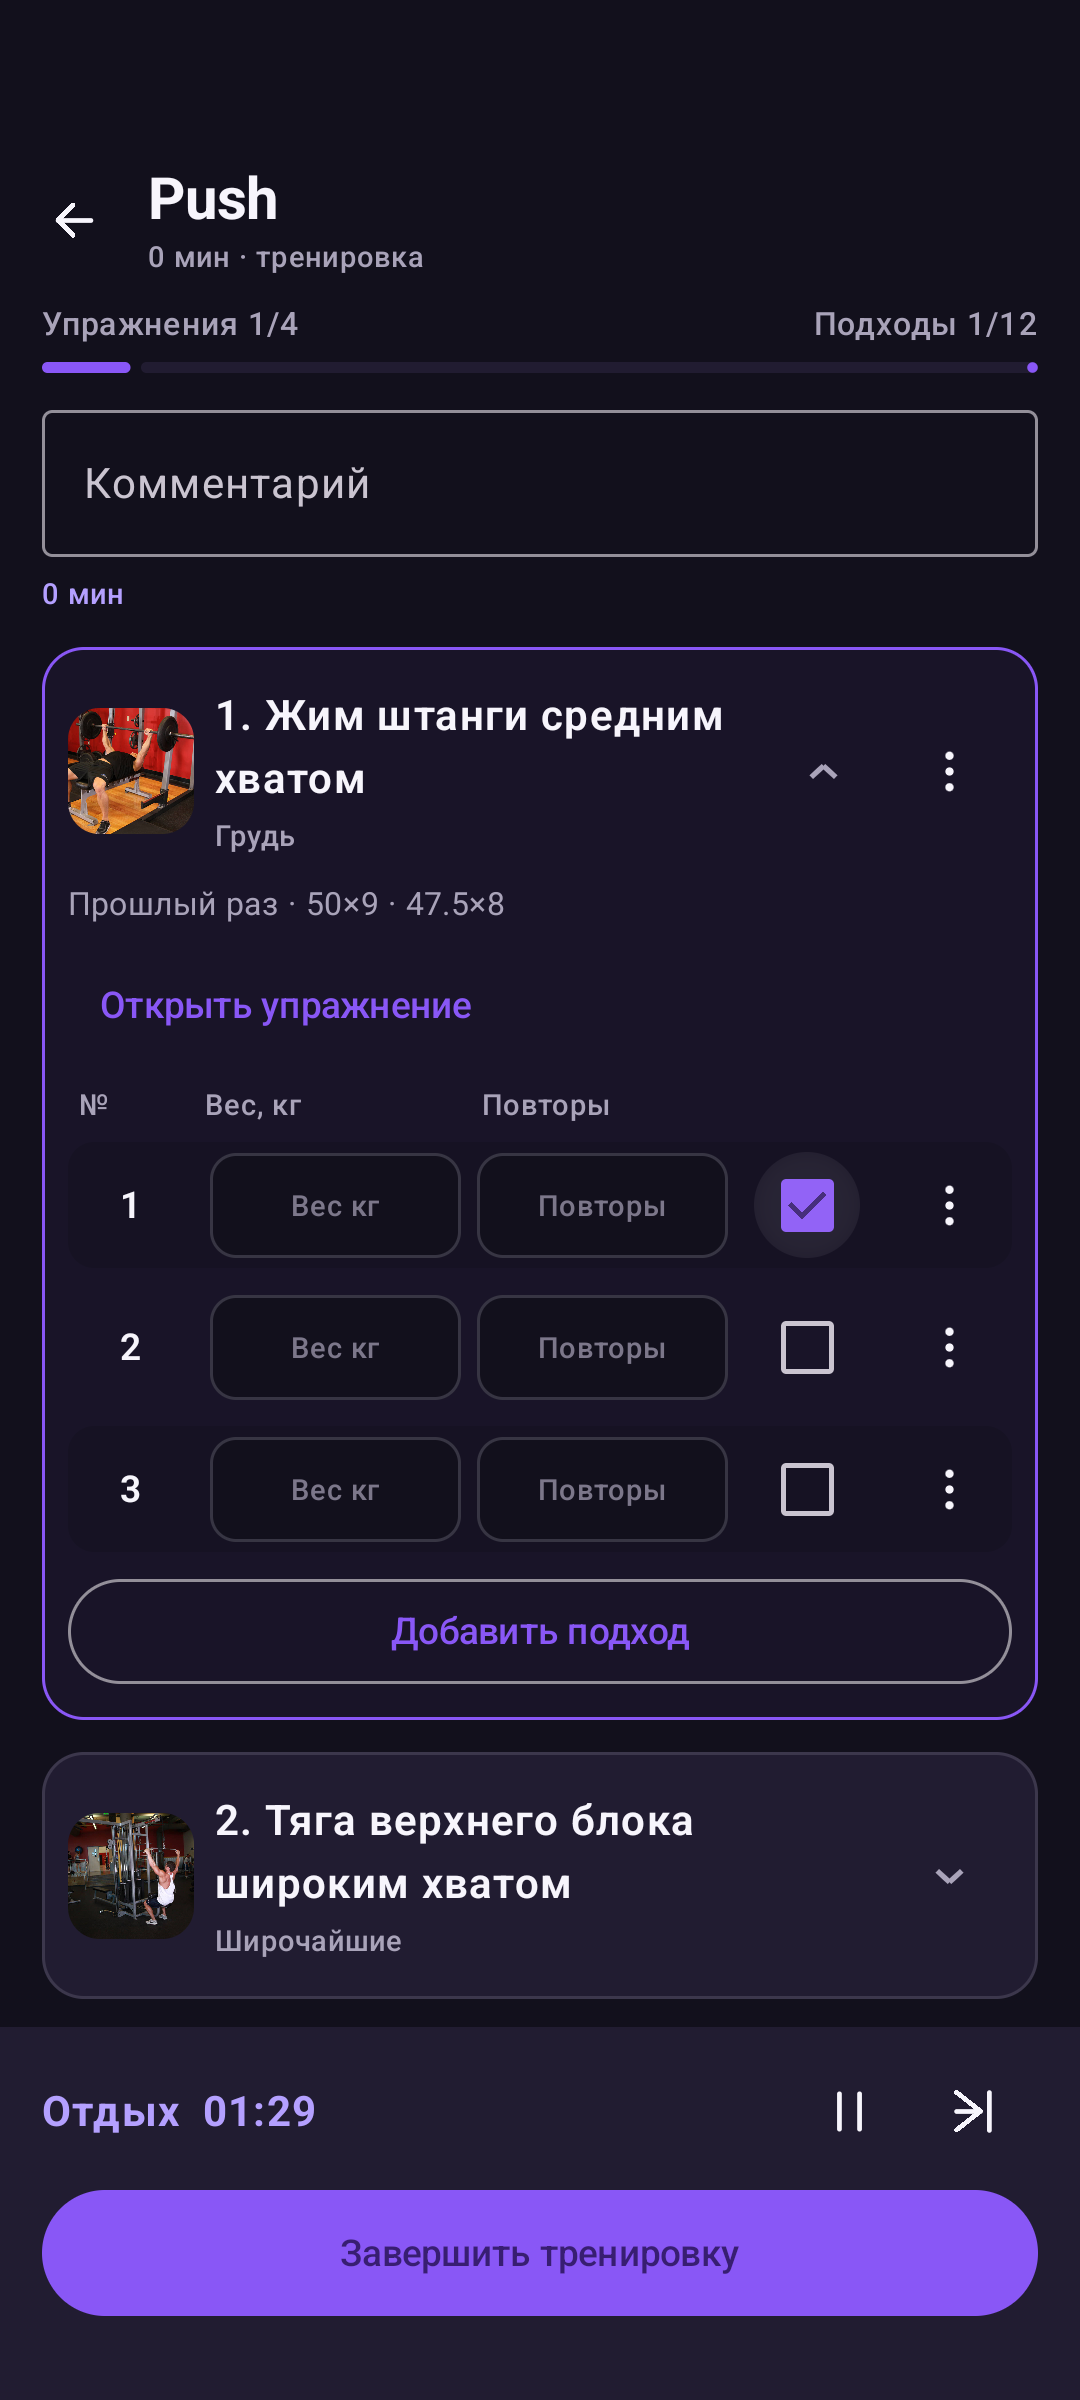 Push
0 мин · тренировка
Упражнения 1/4
Подходы 1/12
Комментарий
0 мин
1. Жим штанги средним
хватом
Грудь
Прошлый раз · 50×9 · 47.5×8
Открыть упражнение
№ Вес, кг Повторы
1 Вес кг Повторы
2 Вес кг Повторы
3 Вес кг Повторы
Добавить подход
2. Тяга верхнего блока
широким хватом
Широчайшие
Отдых 01:29
Завершить тренировку